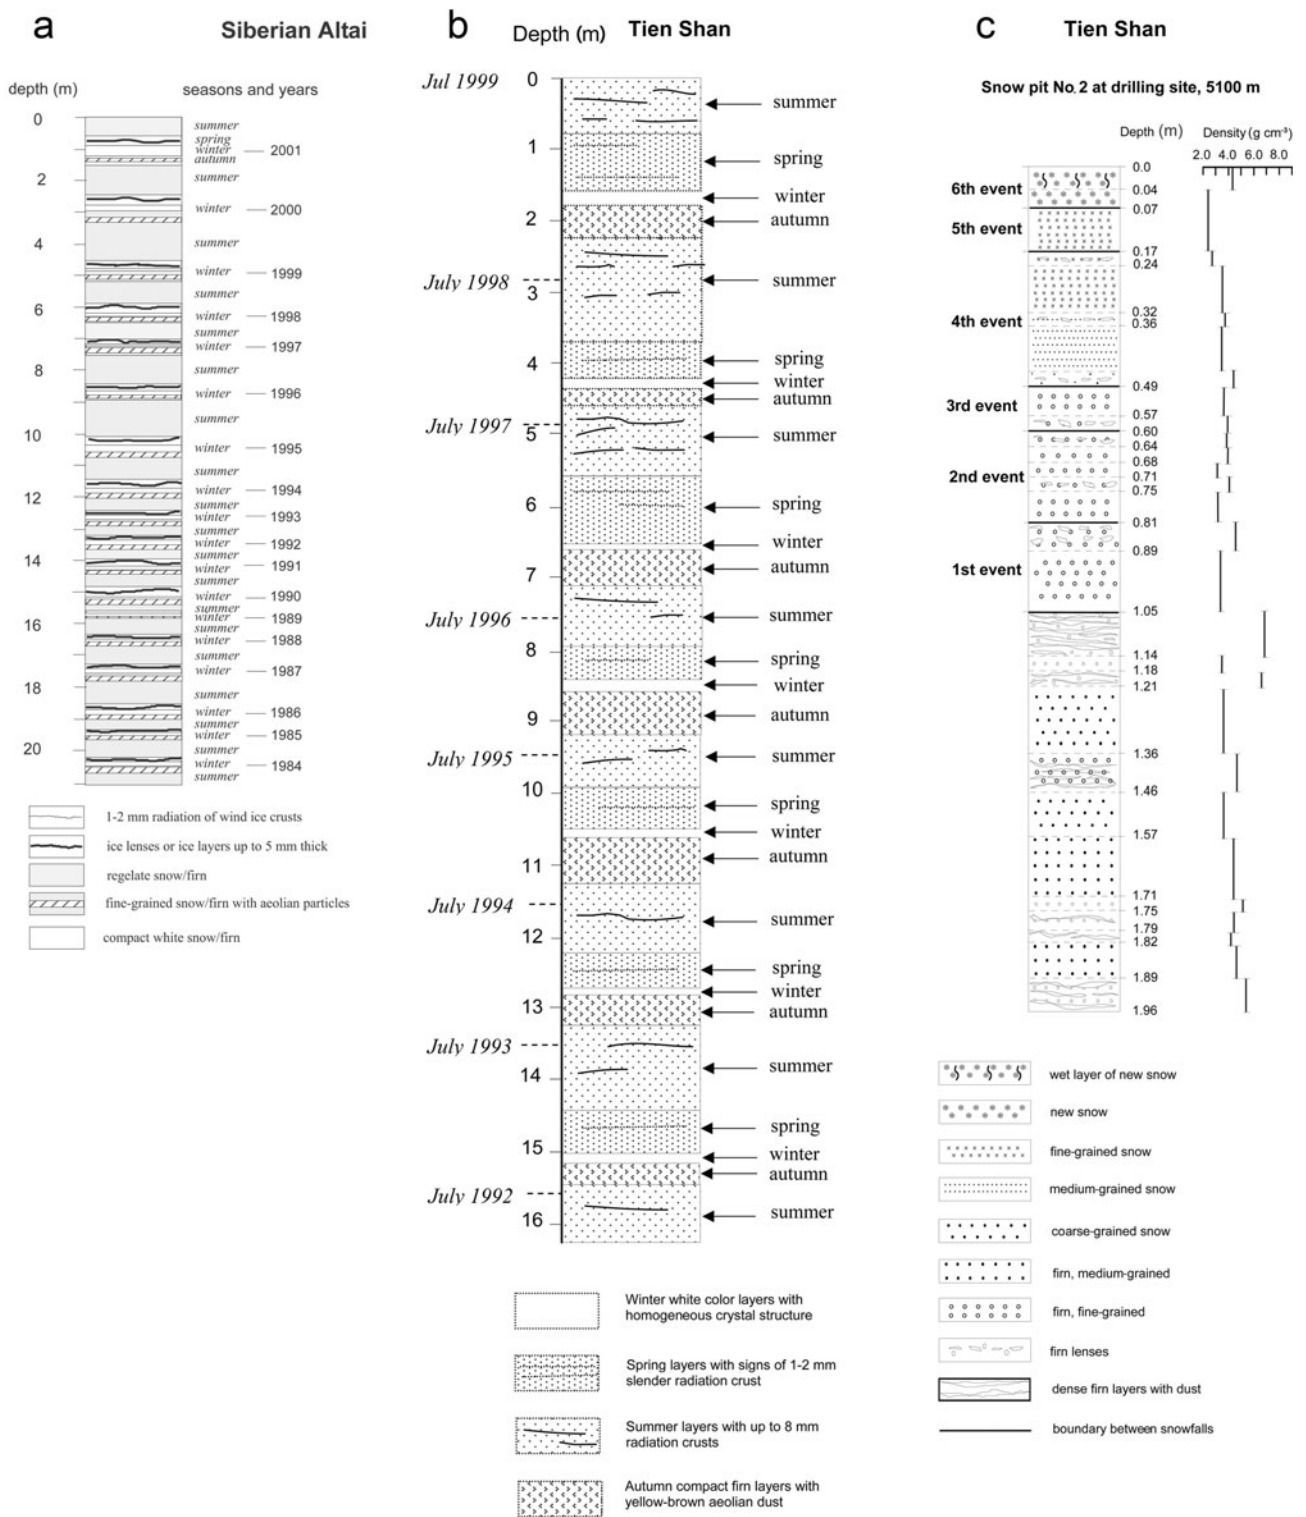 a
Siberian Altai
depth (m)
seasons and years
0
2
4
6
8
10
12
14
16
18
20
summer
spring
winter
2001
autumn
summer
winter
2000
summer
winter
1999
summer
winter
1998
summer
winter
1997
summer
winter
1996
summer
winter
1995
summer
winter
1994
summer
winter
1993
summer
winter
1992
summer
winter
1991
summer
winter
1990
summer
winter
1989
summer
winter
1988
summer
winter
1987
summer
winter
1986
summer
winter
1985
summer
winter
1984
summer
1-2 mm radiation of wind ice crusts
ice lenses or ice layers up to 5 mm thick
regelate snow/firn
fine-grained snow/firn with aeolian particles
compact white snow/firn
b
Depth (m)
Tien Shan
Jul 1999
July 1998
July 1997
July 1996
July 1995
July 1994
July 1993
July 1992
0
1
2
3
4
5
6
7
8
9
10
11
12
13
14
15
16
summer
spring
winter
autumn
summer
spring
winter
autumn
summer
spring
winter
autumn
summer
spring
winter
autumn
summer
spring
winter
autumn
summer
spring
winter
autumn
summer
spring
winter
autumn
summer
Winter white color layers with
homogeneous crystal structure
Spring layers with signs of 1-2 mm
slender radiation crust
Summer layers with up to 8 mm
radiation crusts
Autumn compact firn layers with
yellow-brown aeolian dust
c
Tien Shan
Snow pit No. 2 at drilling site, 5100 m
Depth (m)
Density (g cm-3)
2.0 4.0 6.0 8.0
6th event
5th event
4th event
3rd event
2nd event
1st event
0.0
0.04
0.07
0.17
0.24
0.32
0.36
0.49
0.57
0.60
0.64
0.68
0.71
0.75
0.81
0.89
1.05
1.14
1.18
1.21
1.36
1.46
1.57
1.71
1.75
1.79
1.82
1.89
1.96
wet layer of new snow
new snow
fine-grained snow
medium-grained snow
coarse-grained snow
firn, medium-grained
firn, fine-grained
firn lenses
dense firn layers with dust
boundary between snowfalls